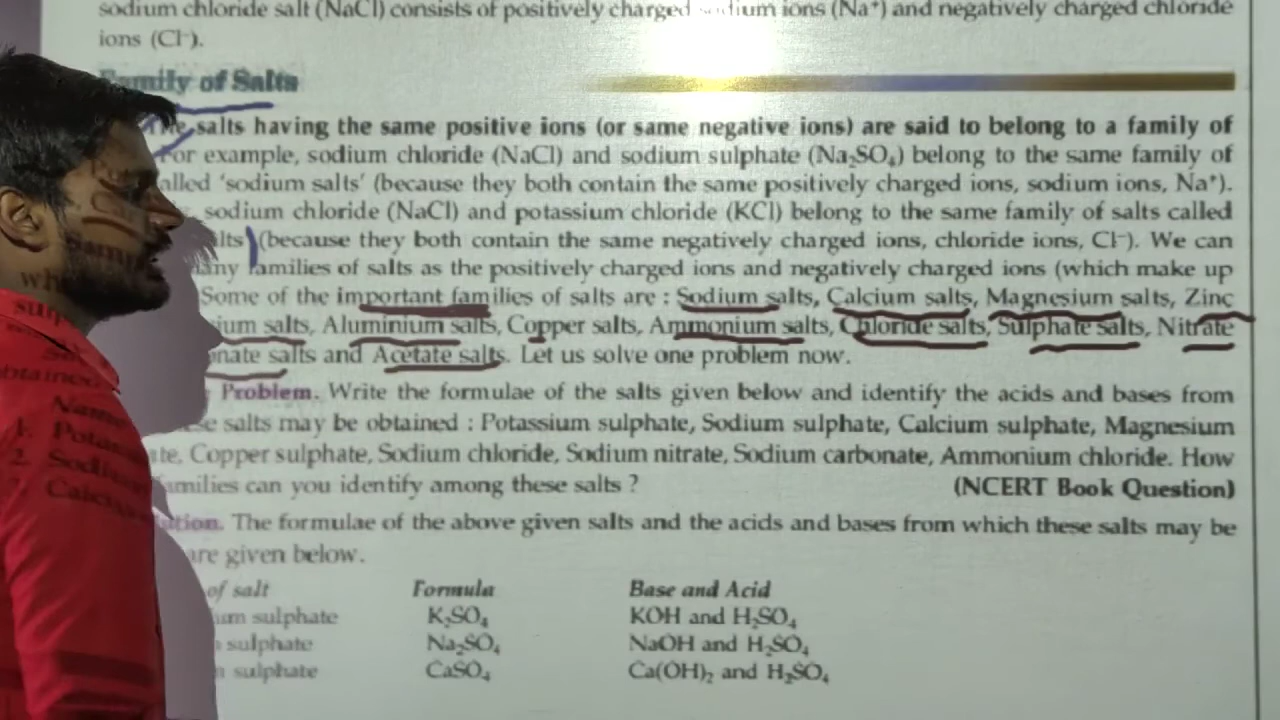 sodium chloride salt (NaCl) consists of positively charged sodium ions (Na⁺) and negatively charged chloride
ions (Cl⁻).
Family of Salts
The salts having the same positive ions (or same negative ions) are said to belong to a family of
For example, sodium chloride (NaCl) and sodium sulphate (Na₂SO₄) belong to the same family of
alled 'sodium salts' (because they both contain the same positively charged ions, sodium ions, Na⁺).
sodium chloride (NaCl) and potassium chloride (KCl) belong to the same family of salts called
lts (because they both contain the same negatively charged ions, chloride ions, Cl⁻). We can
any families of salts as the positively charged ions and negatively charged ions (which make up
Some of the important families of salts are : Sodium salts, Calcium salts, Magnesium salts, Zinc
ium salts, Aluminium salts, Copper salts, Ammonium salts, Chloride salts, Sulphate salts, Nitrate
onate salts and Acetate salts. Let us solve one problem now.
Problem. Write the formulae of the salts given below and identify the acids and bases from
se salts may be obtained : Potassium sulphate, Sodium sulphate, Calcium sulphate, Magnesium
te, Copper sulphate, Sodium chloride, Sodium nitrate, Sodium carbonate, Ammonium chloride. How
amilies can you identify among these salts ? (NCERT Book Question)
ution. The formulae of the above given salts and the acids and bases from which these salts may be
are given below.
of salt Formula Base and Acid
um sulphate K₂SO₄ KOH and H₂SO₄
sulphate Na₂SO₄ NaOH and H₂SO₄
sulphate CaSO₄ Ca(OH)₂ and H₂SO₄